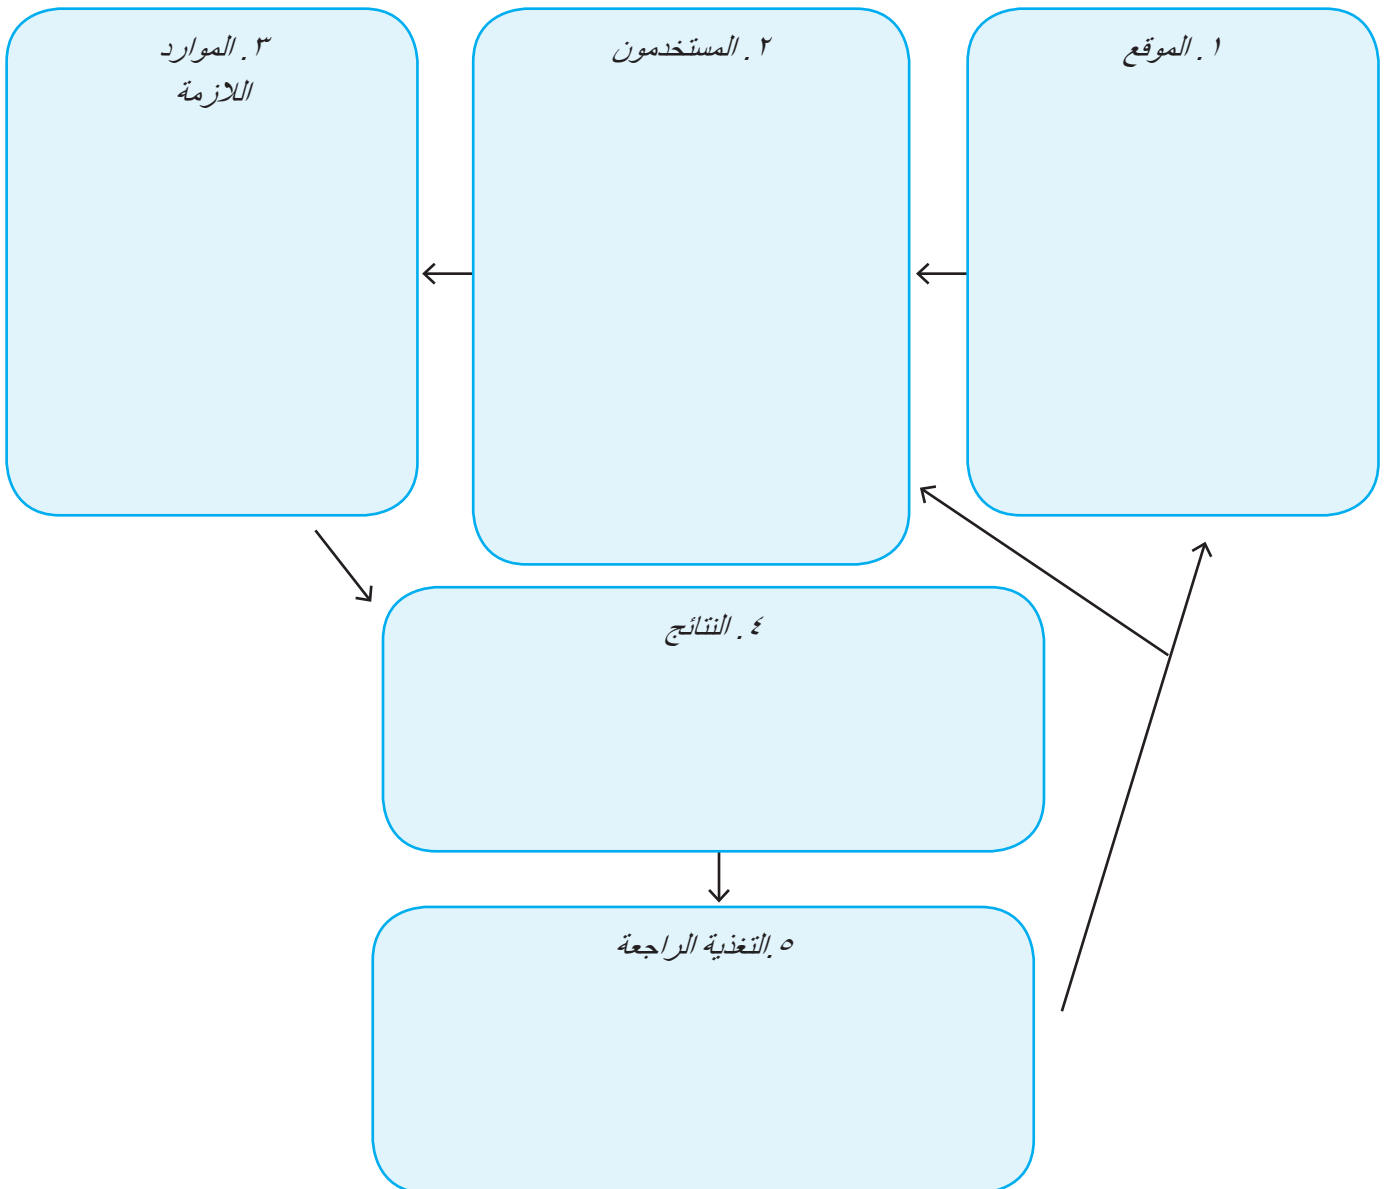 ١. الموقع
٢. المستخدمون
٣. الموارد
اللازمة
٤. النتائج
٥.التغذية الراجعة